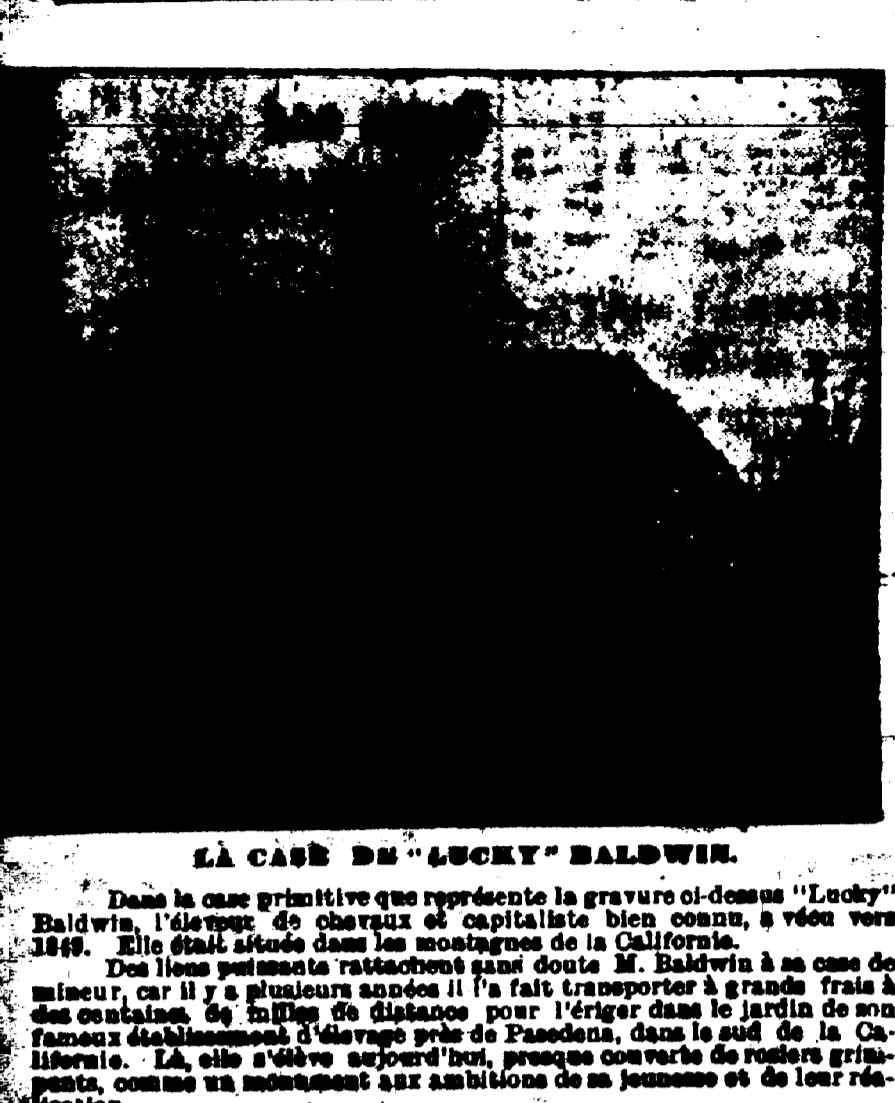 LA CASE DE "LUCKY" BALDWIN.
Dans la case primitive que représente la gravure ci-dessus "Lucky"
Baldwin, l'éleveur de chevaux et capitaliste bien connu, a vécu vers
1849. Elle était située dans les montagnes de la Californie.
Des liens puissants rattachent sans doute M. Baldwin à sa case de
mineur, car il y a plusieurs années il l'a fait transporter à grands frais à
des centaines de milles de distance pour l'ériger dans le jardin de son
fameux établissement d'élevage près de Pasedena, dans le sud de la Ca-
lifornie. Là, elle s'élève aujourd'hui, presque couverte de rosiers grim-
pants, comme un monument aux ambitions de sa jeunesse et de leur réa-